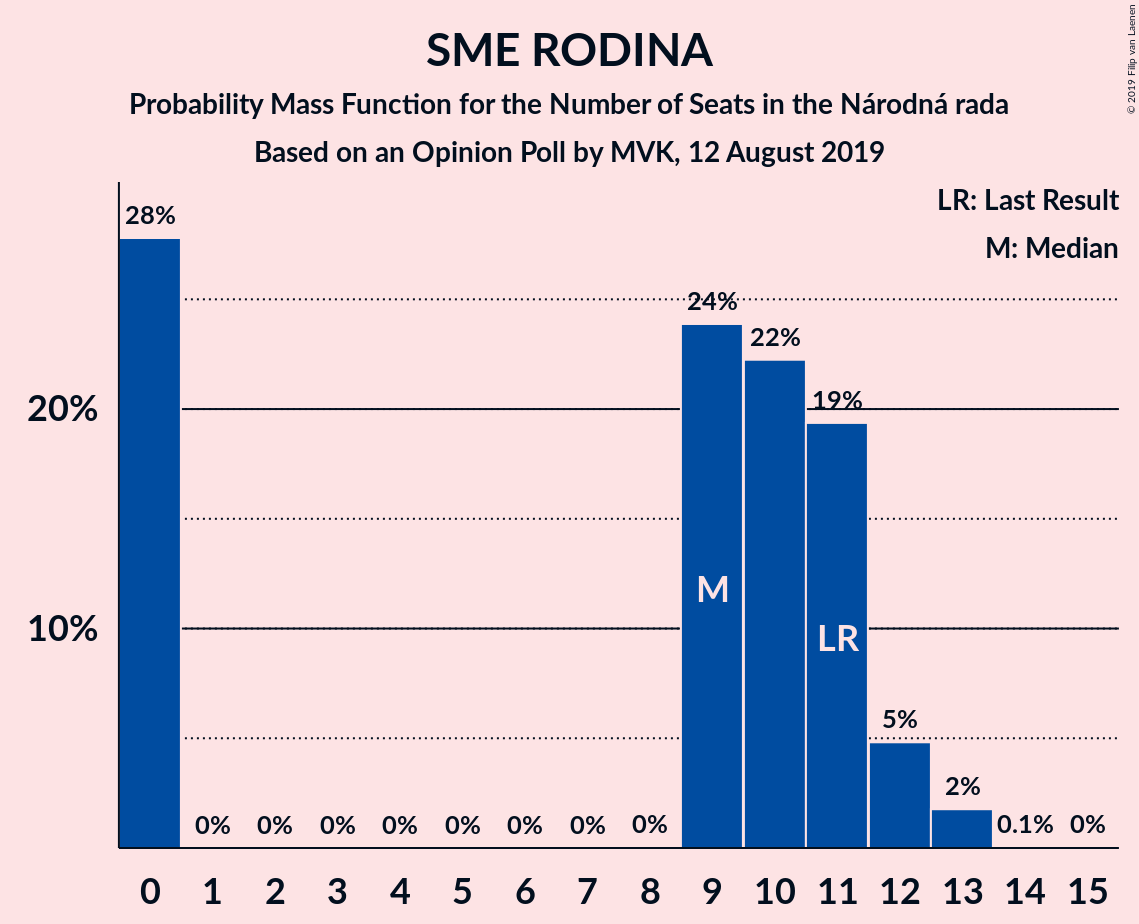 SME RODINA
Probability Mass Function for the Number of Seats in the Národná rada
Based on an Opinion Poll by MVK, 12 August 2019
© 2019 Filip van Laenen
LR: Last Result
M: Median
28%
24%
22%
19%
5%
2%
0% 0% 0% 0% 0% 0% 0% 0% 0.1% 0%
20%
10%
M
LR
0 1 2 3 4 5 6 7 8 9 10 11 12 13 14 15